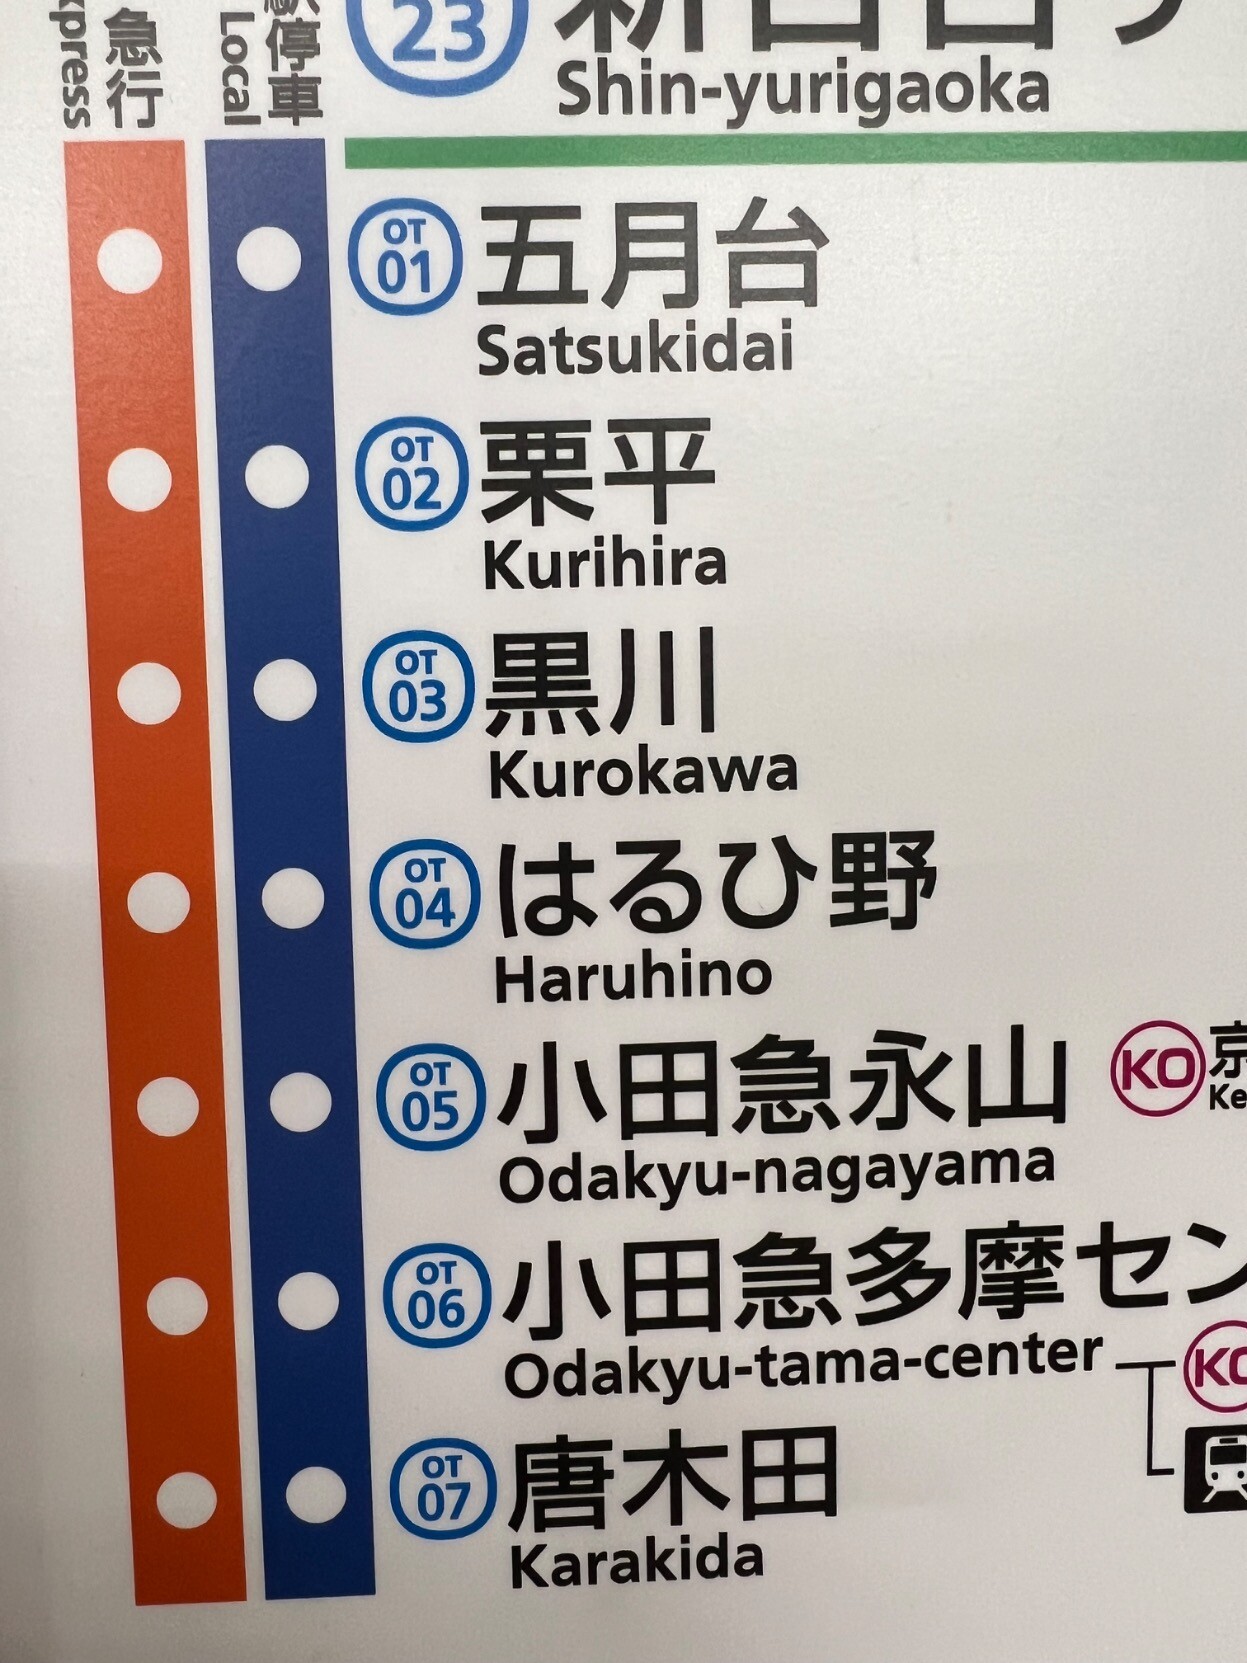 急行
Local
23
Shin-yurigaoka
OT
01
五月台
Satsukidai
OT
02
栗平
Kurihira
OT
03
黒川
Kurokawa
OT
04
はるひ野
Haruhino
OT
05
小田急永山
KO 京
Odakyu-nagayama
Ke
OT
06
小田急多摩セン
Odakyu-tama-center
KO
OT
07
唐木田
Karakida